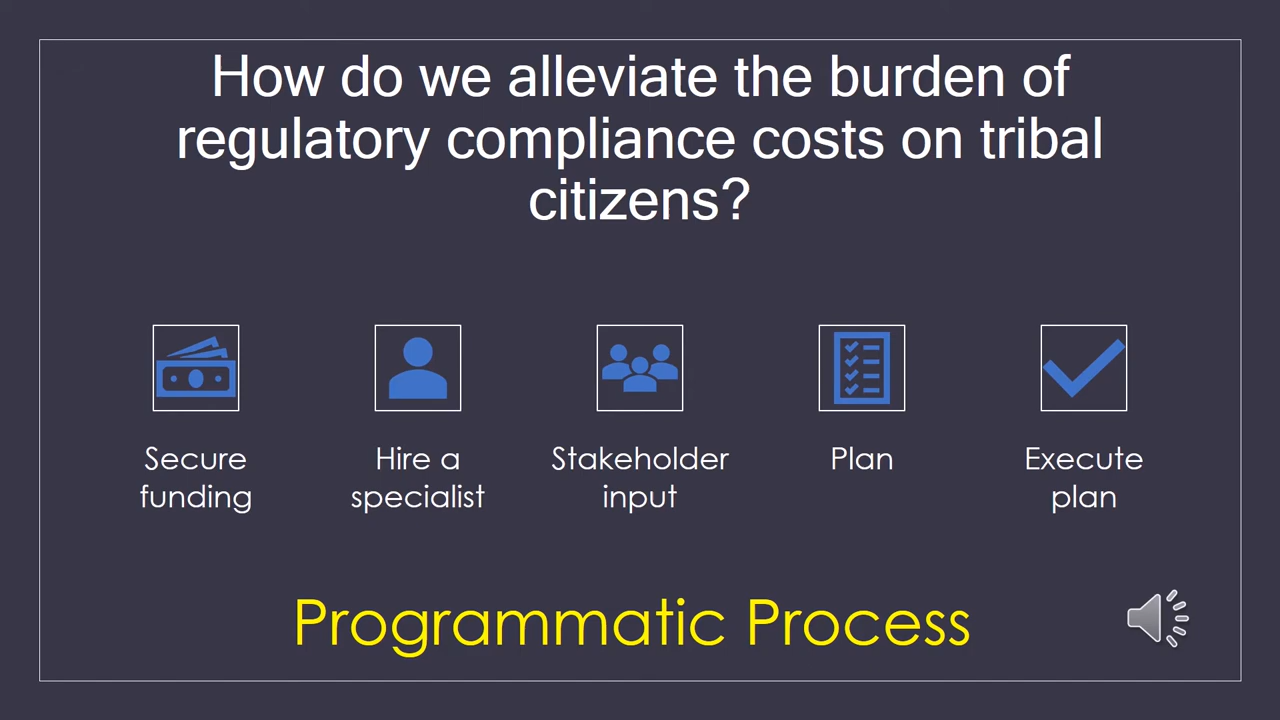 How do we alleviate the burden of
regulatory compliance costs on tribal
citizens?
Secure
funding
Hire a
specialist
Stakeholder
input
Plan
Execute
plan
Programmatic Process